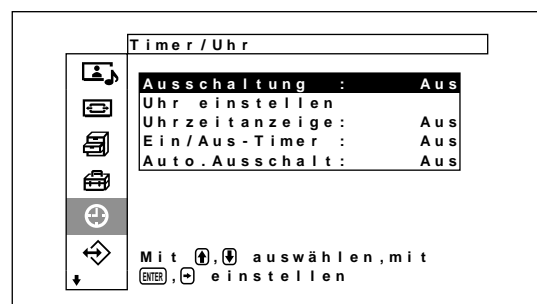 Timer/Uhr
Ausschaltung : Aus
Uhr einstellen
Uhrzeitanzeige: Aus
Ein/Aus-Timer : Aus
Auto.Ausschalt: Aus
Mit ↑,↓ auswählen,mit
ENTER,→ einstellen